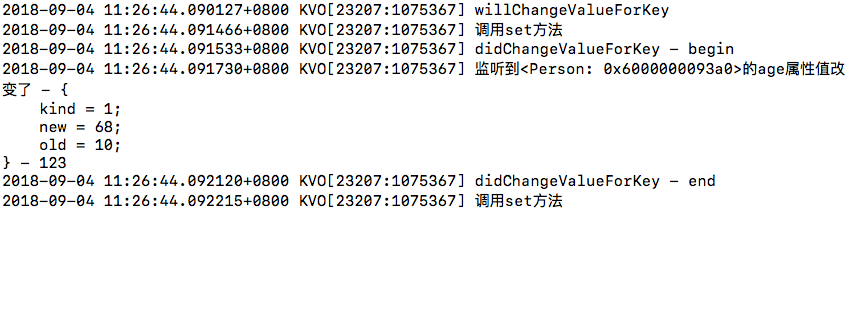 2018-09-04 11:26:44.090127+0800 KVO[23207:1075367] willChangeValueForKey
2018-09-04 11:26:44.091466+0800 KVO[23207:1075367] 调用set方法
2018-09-04 11:26:44.091533+0800 KVO[23207:1075367] didChangeValueForKey - begin
2018-09-04 11:26:44.091730+0800 KVO[23207:1075367] 监听到<Person: 0x6000000093a0>的age属性值改
变了 - {
    kind = 1;
    new = 68;
    old = 10;
} - 123
2018-09-04 11:26:44.092120+0800 KVO[23207:1075367] didChangeValueForKey - end
2018-09-04 11:26:44.092215+0800 KVO[23207:1075367] 调用set方法